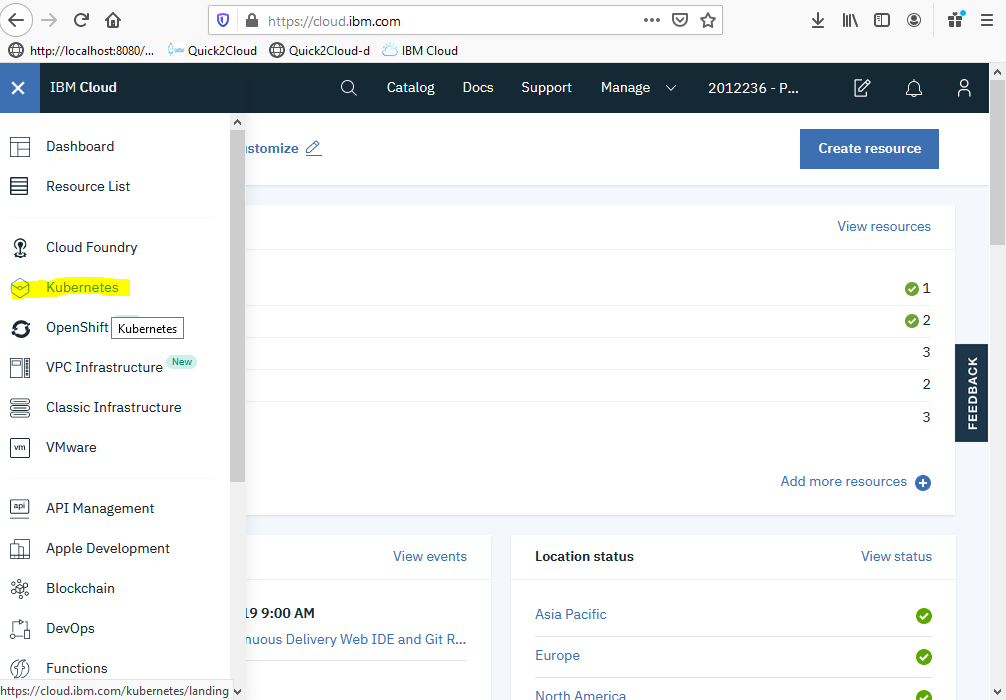 https://cloud.ibm.com
http://localhost:8080/...
Quick2Cloud
Quick2Cloud-d
IBM Cloud
IBM Cloud
Catalog
Docs
Support
Manage
2012236 - P...
Dashboard
Resource List
Cloud Foundry
Kubernetes
OpenShift
Kubernetes
VPC Infrastructure New
Classic Infrastructure
vm VMware
api API Management
Apple Development
Blockchain
DevOps
Functions
https://cloud.ibm.com/kubernetes/landing
stomize
Create resource
View resources
1
2
3
2
3
Add more resources
FEEDBACK
View events
19 9:00 AM
nuous Delivery Web IDE and Git R...
Location status
View status
Asia Pacific
Europe
North America